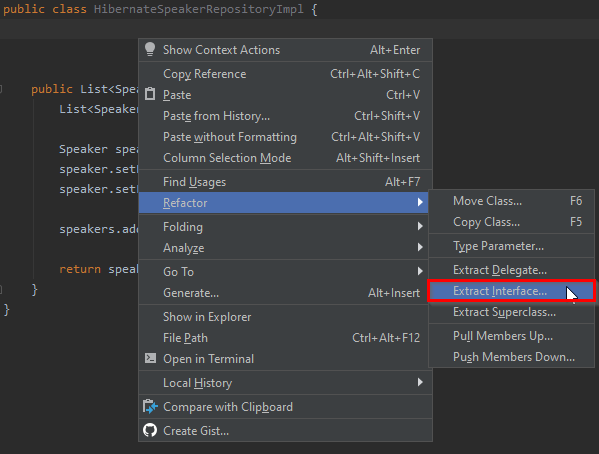 public class HibernateSpeakerRepositoryImpl {
Show Context Actions Alt+Enter
Copy Reference Ctrl+Alt+Shift+C
public List<Spea
Paste Ctrl+V
List<Speaker
Paste from History... Ctrl+Shift+V
Paste without Formatting Ctrl+Alt+Shift+V
Speaker spea
Column Selection Mode Alt+Shift+Insert
speaker.set
Find Usages Alt+F7
speaker.set
Refactor
Move Class... F6
Copy Class... F5
speakers.add
Folding
Type Parameter...
Analyze
return speak
Go To
Extract Delegate...
}
Generate... Alt+Insert
Extract Interface...
}
Show in Explorer
Extract Superclass...
File Path Ctrl+Alt+F12
Pull Members Up...
Open in Terminal
Push Members Down...
Local History
Compare with Clipboard
Create Gist...